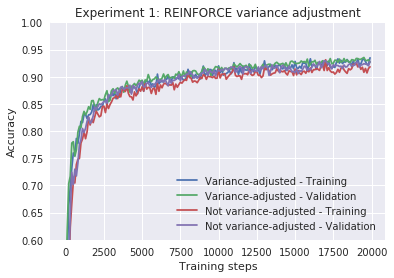 Experiment 1: REINFORCE variance adjustment
1.00
0.95
0.90
0.85
0.80
0.75
0.70
0.65
0.60
Accuracy
Variance-adjusted - Training
Variance-adjusted - Validation
Not variance-adjusted - Training
Not variance-adjusted - Validation
0 2500 5000 7500 10000 12500 15000 17500 20000
Training steps